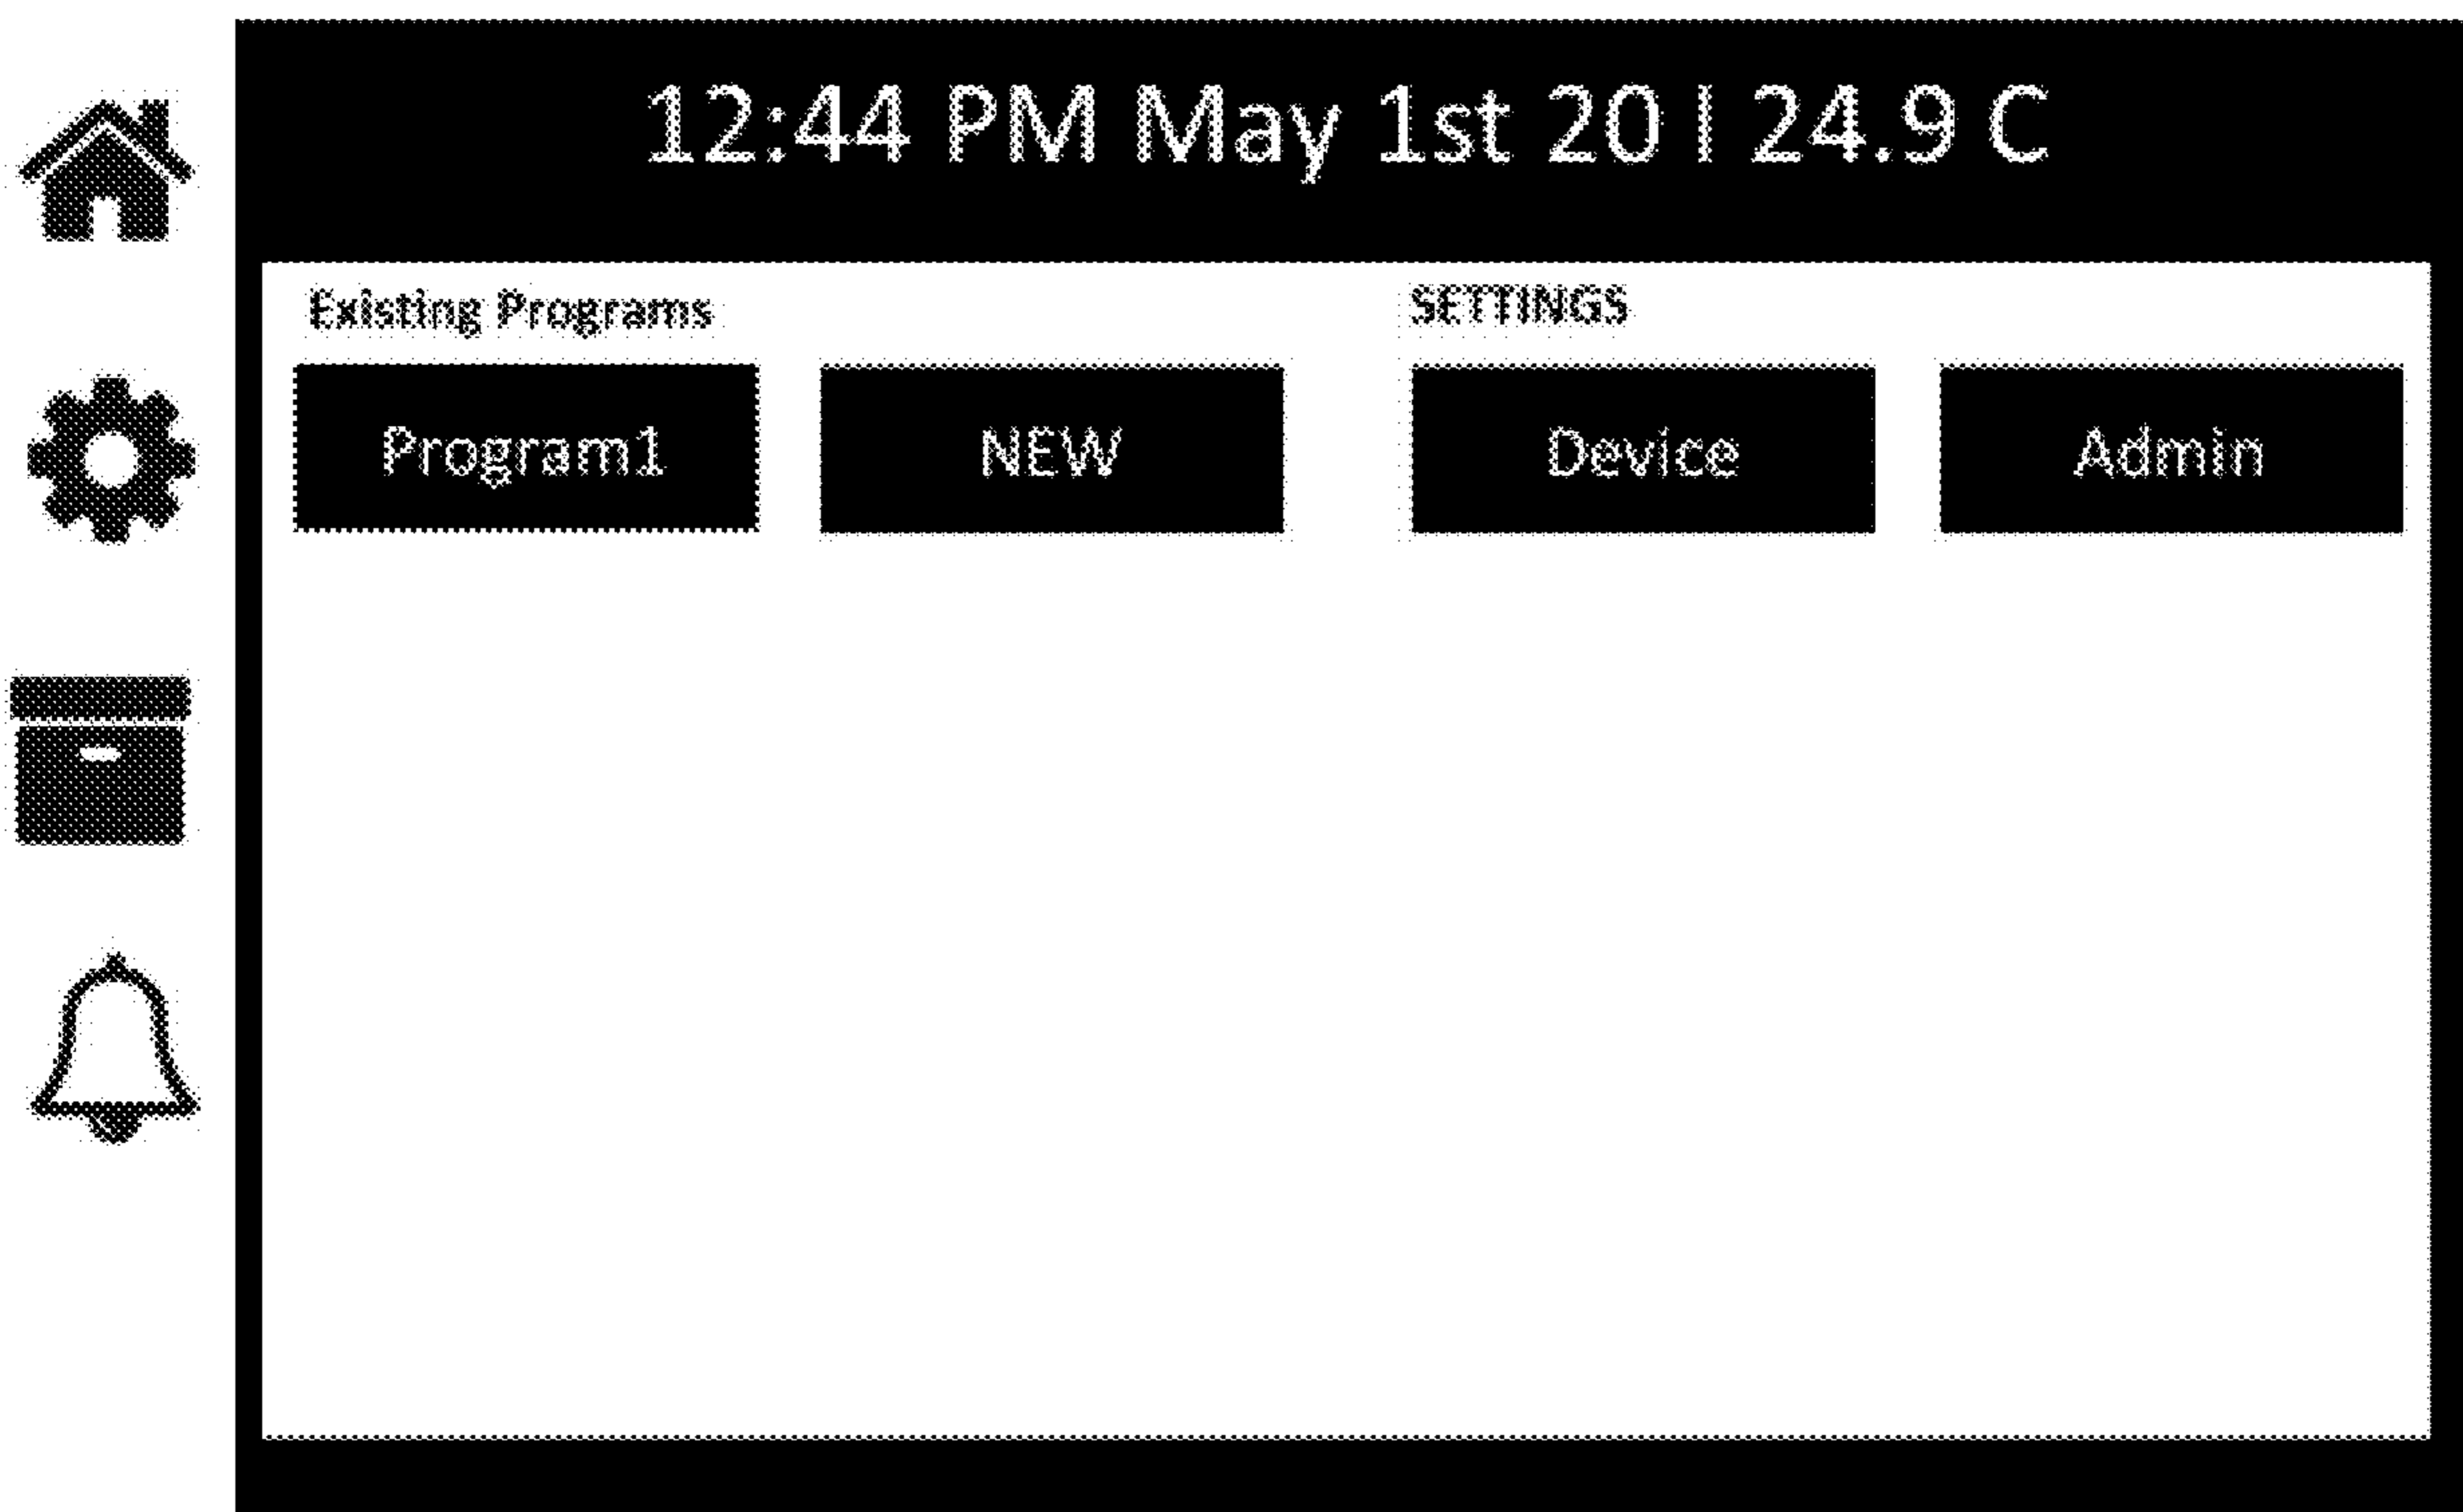 12:44 PM May 1st 20 | 24.9 C
Existing Programs
SETTINGS
Program1
NEW
Device
Admin